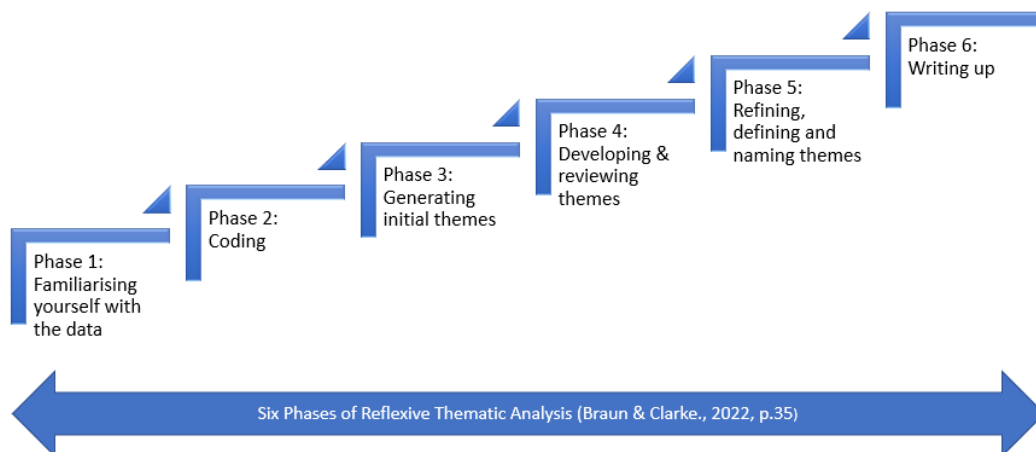 Phase 1:
Familiarising
yourself with
the data
Phase 2:
Coding
Phase 3:
Generating
initial themes
Phase 4:
Developing &
reviewing
themes
Phase 5:
Refining,
defining and
naming themes
Phase 6:
Writing up
Six Phases of Reflexive Thematic Analysis (Braun & Clarke., 2022, p.35)